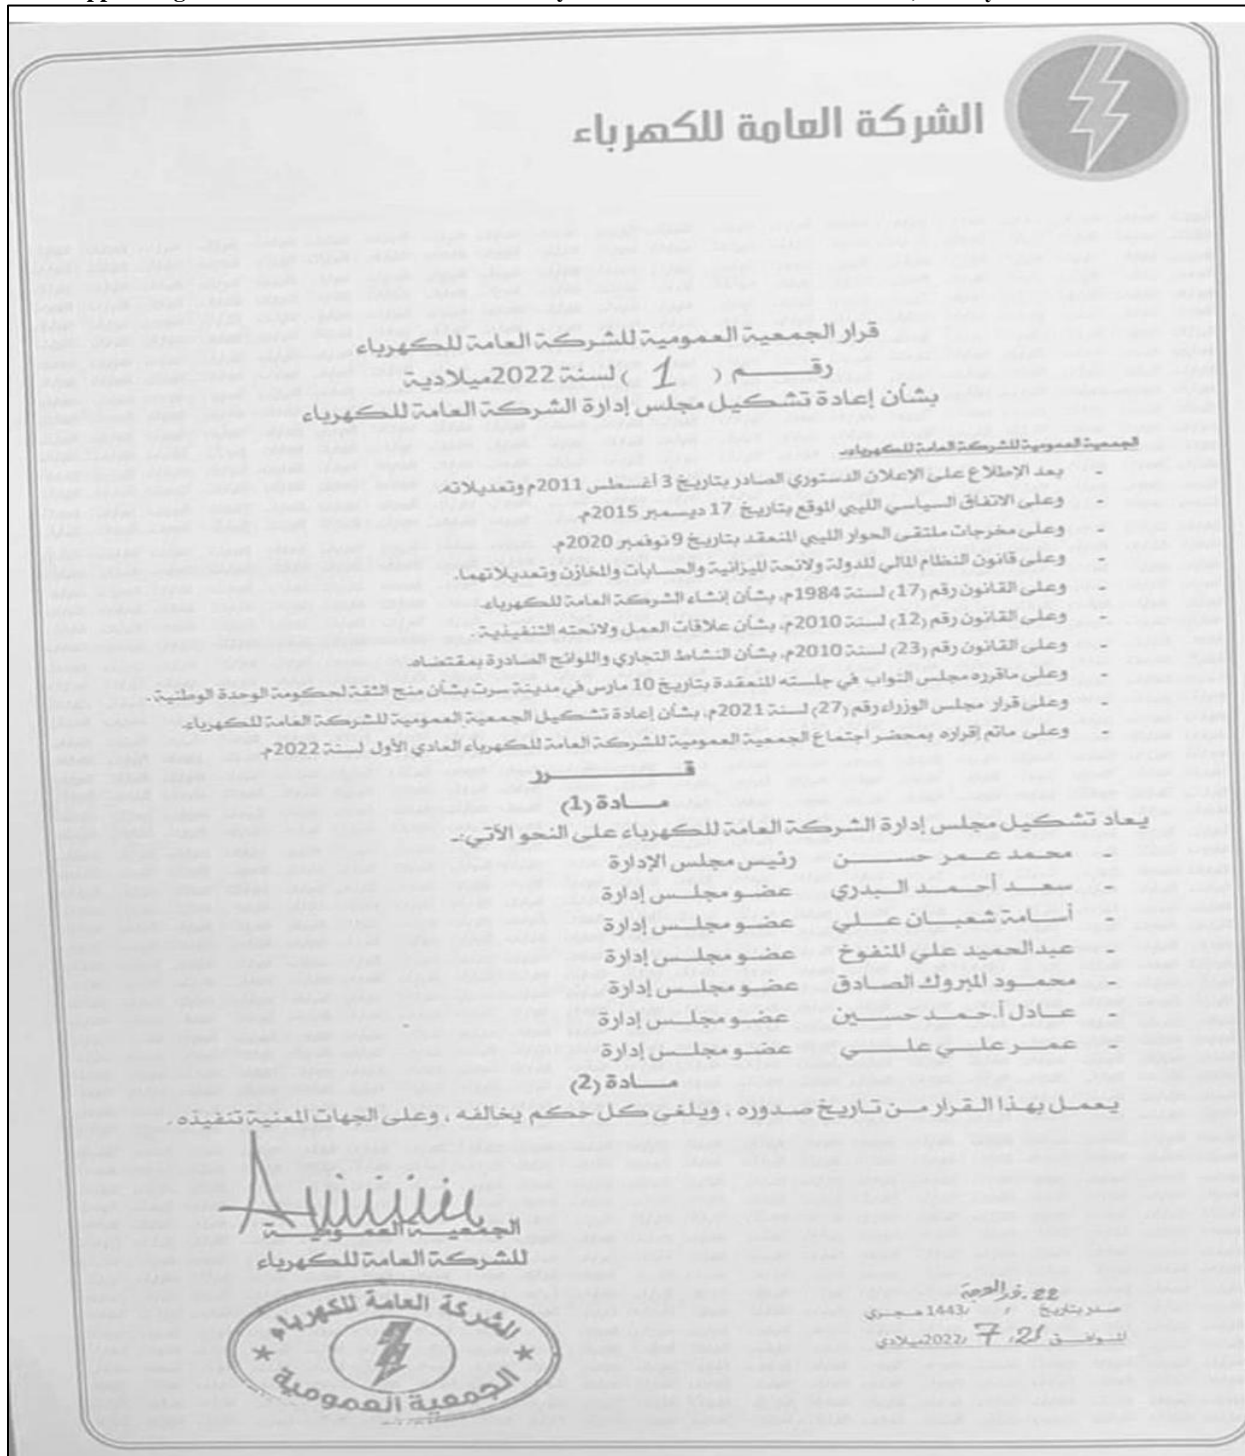 الشركة العامة للكهرباء
قرار الجمعية العمومية للشركة العامة للكهرباء
رقـــــم ( 1 ) لسنة 2022 ميلادية
بشأن إعادة تشكيل مجلس إدارة الشركة العامة للكهرباء
الجمعية العمومية للشركة العامة للكهرباء:ـ
- بعد الإطلاع على الإعلان الدستوري الصادر بتاريخ 3 أغسطس 2011م وتعديلاته.
- وعلى الاتفاق السياسي الليبي الموقع بتاريخ 17 ديسمبر 2015م.
- وعلى مخرجات ملتقى الحوار الليبي المنعقد بتاريخ 9 نوفمبر 2020م.
- وعلى قانون النظام المالي للدولة ولائحة الميزانية والحسابات والمخازن وتعديلاتهما.
- وعلى القانون رقم (17) لسنة 1984م، بشأن إنشاء الشركة العامة للكهرباء.
- وعلى القانون رقم (12) لسنة 2010م، بشأن علاقات العمل ولائحته التنفيذية.
- وعلى القانون رقم (23) لسنة 2010م، بشأن النشاط التجاري واللوائح الصادرة بمقتضاه.
- وعلى ماقرره مجلس النواب في جلسته المنعقدة بتاريخ 10 مارس في مدينة سرت بشأن منح الثقة لحكومة الوحدة الوطنية.
- وعلى قرار مجلس الوزراء رقم (27) لسنة 2021م، بشأن إعادة تشكيل الجمعية العمومية للشركة العامة للكهرباء.
- وعلى ماتم إقراره بمحضر اجتماع الجمعية العمومية للشركة العامة للكهرباء العادي الأول لسنة 2022م.
قــــــــــرر
مـــادة (1)
يعاد تشكيل مجلس إدارة الشركة العامة للكهرباء على النحو الآتي:ـ
- محمد عمر حسن رئيس مجلس الإدارة
- سعد أحمد البدري عضو مجلس إدارة
- أسامة شعبان علي عضو مجلس إدارة
- عبدالحميد علي المنفوخ عضو مجلس إدارة
- محمود المبروك الصادق عضو مجلس إدارة
- عادل أحمد حسين عضو مجلس إدارة
- عمر علي علي عضو مجلس إدارة
مـــادة (2)
يعمل بهذا القرار من تاريخ صدوره ، ويلغى كل حكم يخالفه ، وعلى الجهات المعنية تنفيذه .
الجمعية العمومية
للشركة العامة للكهرباء
الشركة العامة للكهرباء
الجمعية العمومية
22 .ذو الحجة
صدر بتاريخ / /1443 هجري
الموافق 21 / 7 /2022 ميلادي